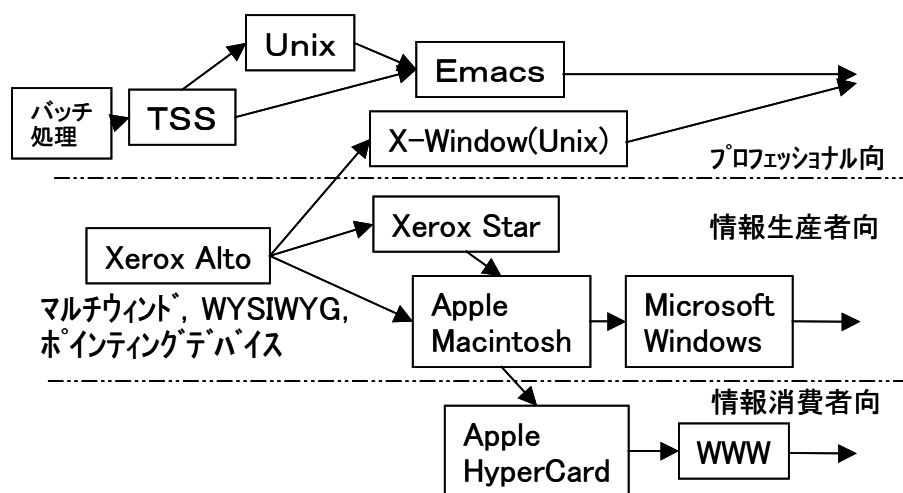 Unix
Emacs
バッチ
処理
TSS
X-Window(Unix)
プロフェッショナル向
Xerox Star
情報生産者向
Xerox Alto
マルチウィンド, WYSIWYG,
ポインティングデバイス
Apple
Macintosh
Microsoft
Windows
情報消費者向
Apple
HyperCard
WWW